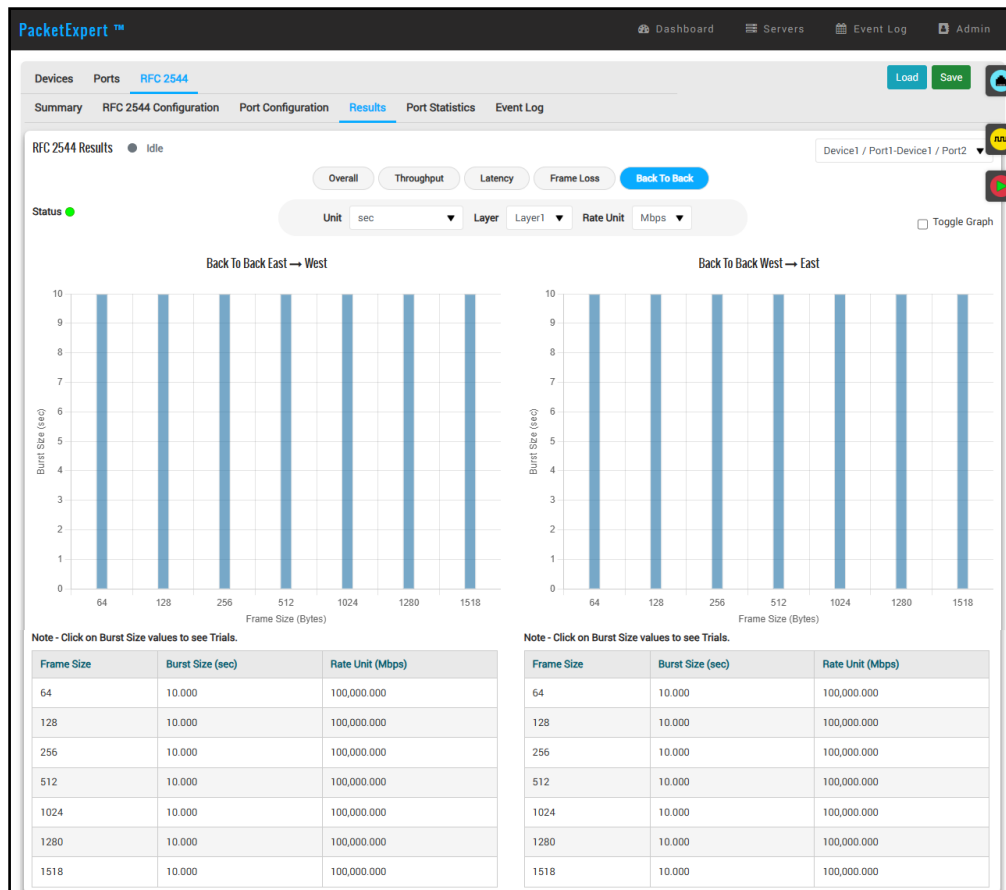 PacketExpert ™
Dashboard Servers Event Log Admin
Devices Ports RFC 2544 Load Save
Summary RFC 2544 Configuration Port Configuration Results Port Statistics Event Log
RFC 2544 Results Idle Device1 / Port1-Device1 / Port2
Overall Throughput Latency Frame Loss Back To Back
Status Unit sec Layer Layer1 Rate Unit Mbps Toggle Graph
Back To Back East → West
10
9
8
7
6
5
4
3
2
1
0
Burst Size (sec)
64 128 256 512 1024 1280 1518
Frame Size (Bytes)
Note - Click on Burst Size values to see Trials.
Frame Size Burst Size (sec) Rate Unit (Mbps)
64 10.000 100,000.000
128 10.000 100,000.000
256 10.000 100,000.000
512 10.000 100,000.000
1024 10.000 100,000.000
1280 10.000 100,000.000
1518 10.000 100,000.000
Back To Back West → East
10
9
8
7
6
5
4
3
2
1
0
Burst Size (sec)
64 128 256 512 1024 1280 1518
Frame Size (Bytes)
Note - Click on Burst Size values to see Trials.
Frame Size Burst Size (sec) Rate Unit (Mbps)
64 10.000 100,000.000
128 10.000 100,000.000
256 10.000 100,000.000
512 10.000 100,000.000
1024 10.000 100,000.000
1280 10.000 100,000.000
1518 10.000 100,000.000